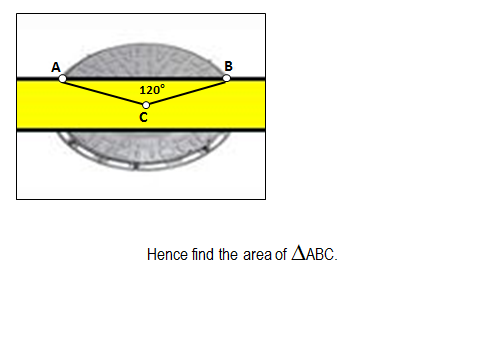 A B
120°
C
Hence find the area of ΔABC.